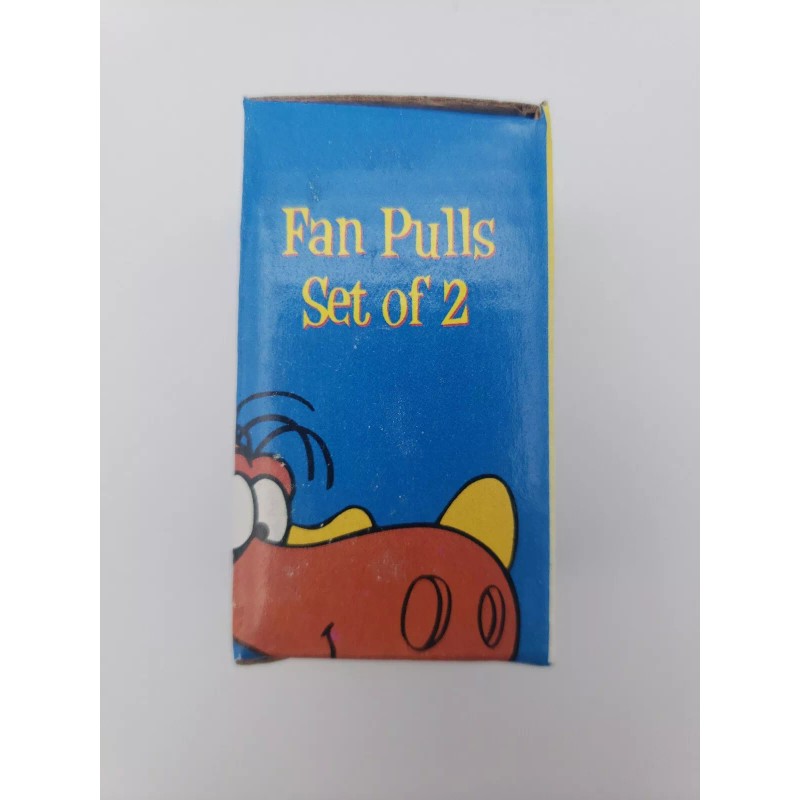 Fan Pulls
Set of 2